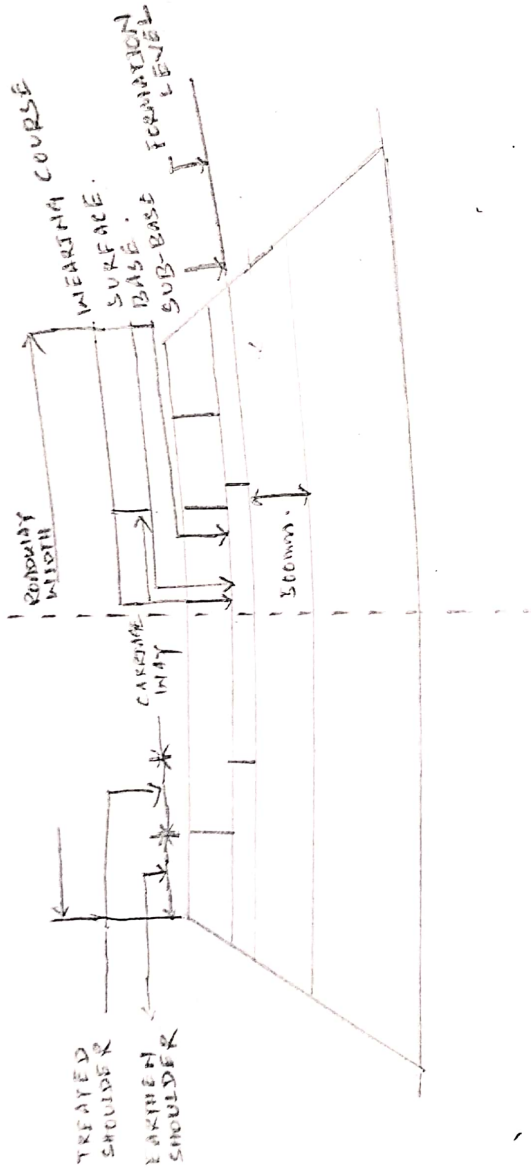 ROADWAY
WIDTH
WEARING COURSE
SURFACE.
BASE.
SUB-BASE
FORMATION
LEVEL
CARRIAGE
WAY
TREATED
SHOULDER
EARTHEN
SHOULDER
300mm.